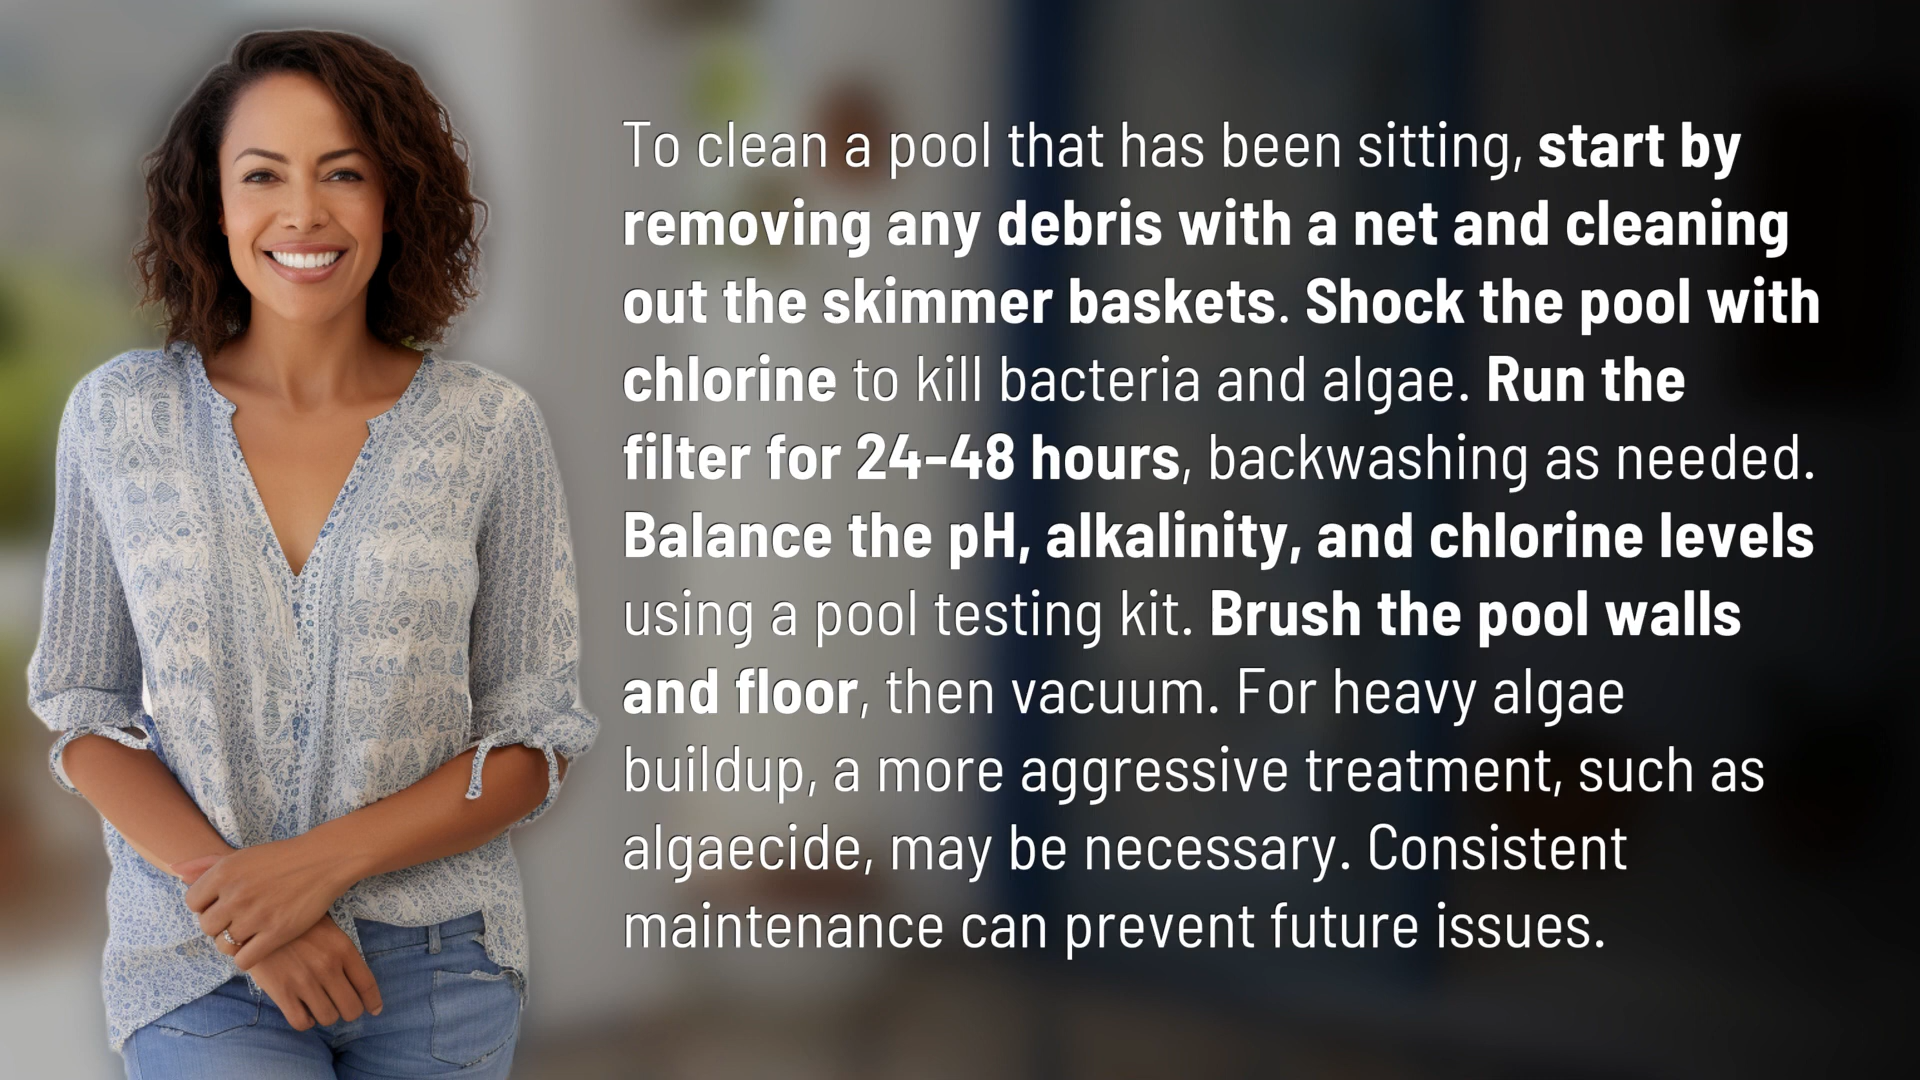 To clean a pool that has been sitting, start by
removing any debris with a net and cleaning
out the skimmer baskets. Shock the pool with
chlorine to kill bacteria and algae. Run the
filter for 24-48 hours, backwashing as needed.
Balance the pH, alkalinity, and chlorine levels
using a pool testing kit. Brush the pool walls
and floor, then vacuum. For heavy algae
buildup, a more aggressive treatment, such as
algaecide, may be necessary. Consistent
maintenance can prevent future issues.